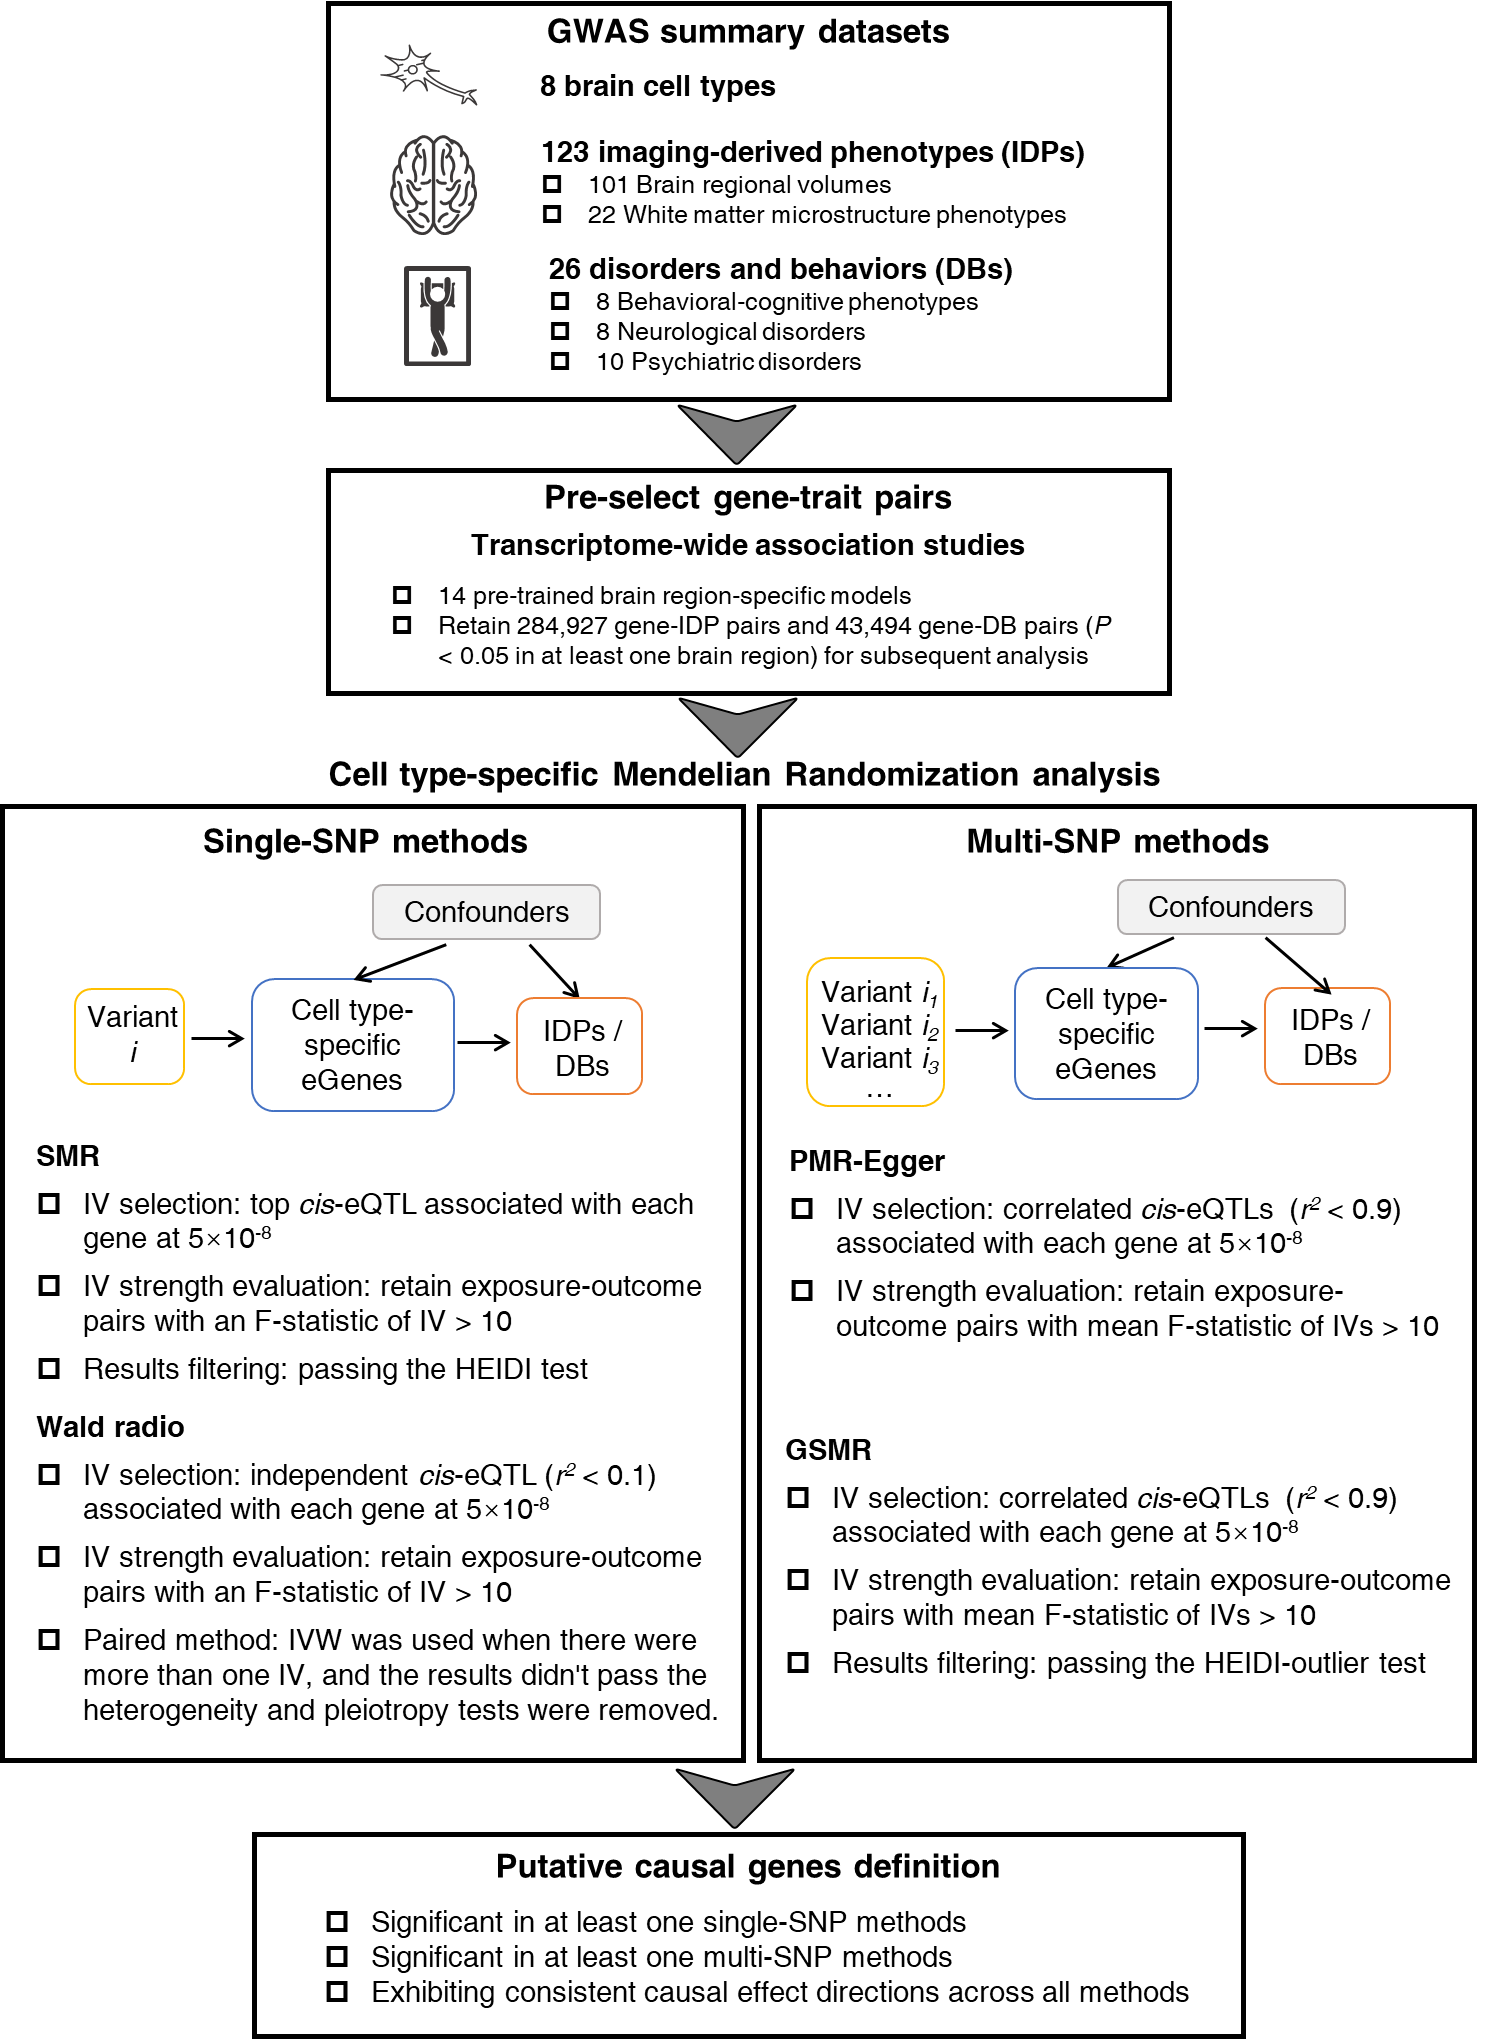 GWAS summary datasets
8 brain cell types
123 imaging-derived phenotypes (IDPs)
101 Brain regional volumes
22 White matter microstructure phenotypes
26 disorders and behaviors (DBs)
8 Behavioral-cognitive phenotypes
8 Neurological disorders
10 Psychiatric disorders
Pre-select gene-trait pairs
Transcriptome-wide association studies
14 pre-trained brain region-specific models
Retain 284,927 gene-IDP pairs and 43,494 gene-DB pairs (P
< 0.05 in at least one brain region) for subsequent analysis
Cell type-specific Mendelian Randomization analysis
Single-SNP methods
Confounders
Variant
i
Cell type-
specific
eGenes
IDPs /
DBs
SMR
IV selection: top cis-eQTL associated with each
gene at 5×10⁻⁸
IV strength evaluation: retain exposure-outcome
pairs with an F-statistic of IV > 10
Results filtering: passing the HEIDI test
Wald radio
IV selection: independent cis-eQTL (r² < 0.1)
associated with each gene at 5×10⁻⁸
IV strength evaluation: retain exposure-outcome
pairs with an F-statistic of IV > 10
Paired method: IVW was used when there were
more than one IV, and the results didn't pass the
heterogeneity and pleiotropy tests were removed.
Multi-SNP methods
Confounders
Variant i₁
Variant i₂
Variant i₃
...
Cell type-
specific
eGenes
IDPs /
DBs
PMR-Egger
IV selection: correlated cis-eQTLs (r² < 0.9)
associated with each gene at 5×10⁻⁸
IV strength evaluation: retain exposure-
outcome pairs with mean F-statistic of IVs > 10
GSMR
IV selection: correlated cis-eQTLs (r² < 0.9)
associated with each gene at 5×10⁻⁸
IV strength evaluation: retain exposure-outcome
pairs with mean F-statistic of IVs > 10
Results filtering: passing the HEIDI-outlier test
Putative causal genes definition
Significant in at least one single-SNP methods
Significant in at least one multi-SNP methods
Exhibiting consistent causal effect directions across all methods